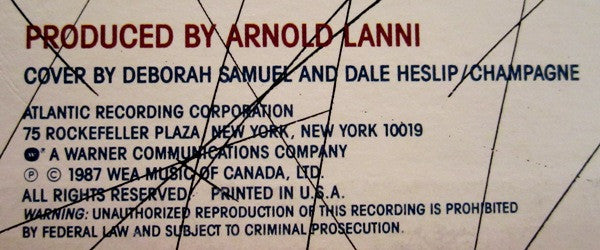 PRODUCED BY ARNOLD LANNI
COVER BY DEBORAH SAMUEL AND DALE HESLIP/CHAMPAGNE
ATLANTIC RECORDING CORPORATION
75 ROCKEFELLER PLAZA, NEW YORK, NEW YORK 10019
A WARNER COMMUNICATIONS COMPANY
℗ © 1987 WEA MUSIC OF CANADA, LTD.
ALL RIGHTS RESERVED PRINTED IN U.S.A.
WARNING: UNAUTHORIZED REPRODUCTION OF THIS RECORDING IS PROHIBITED
BY FEDERAL LAW AND SUBJECT TO CRIMINAL PROSECUTION.